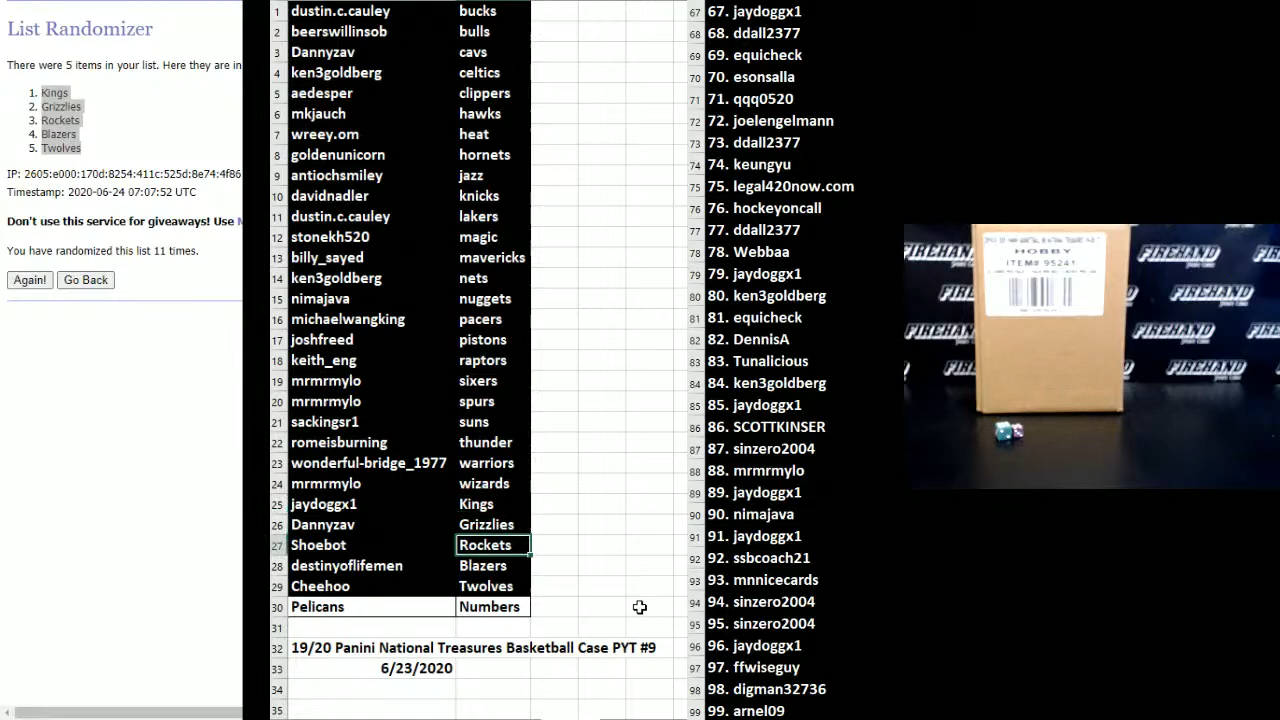 List Randomizer
There were 5 items in your list. Here they are in
1. Kings
2. Grizzlies
3. Rockets
4. Blazers
5. Twolves
IP: 2605:e000:170d:8254:411c:525d:8e74:4f86
Timestamp: 2020-06-24 07:07:52 UTC
Don't use this service for giveaways! Use
You have randomized this list 11 times.
Again! Go Back
1 dustin.c.cauley bucks
2 beerswillinsob bulls
3 Dannyzav cavs
4 ken3goldberg celtics
5 aedesper clippers
6 mkjauch hawks
7 wreey.om heat
8 goldenunicorn hornets
9 antiochsmiley jazz
10 davidnadler knicks
11 dustin.c.cauley lakers
12 stonekl520 magic
13 billy_sayed mavericks
14 ken3goldberg nets
15 nimajava nuggets
16 michaelwangking pacers
17 joshfreed pistons
18 keith_eng raptors
19 mrmrmylo sixers
20 mrmrmylo spurs
21 sackingsr1 suns
22 romeisburning thunder
23 wonderful-bridge_1977 warriors
24 mrmrmylo wizards
25 jaydoggx1 Kings
26 Dannyzav Grizzlies
27 Shoebot Rockets
28 destinyoflifemen Blazers
29 Cheehoo Twolves
30 Pelicans Numbers
31
32 19/20 Panini National Treasures Basketball Case PYT #9
33 6/23/2020
34
35
67 67. jaydoggx1
68 68. ddall2377
69 69. equicheck
70 70. esonsalla
71 71. qqq0520
72 72. joelengelmann
73 73. ddall2377
74 74. keungyu
75 75. legal420now.com
76 76. hockeyoncall
77 77. ddall2377
78 78. Webbaa
79 79. jaydoggx1
80 80. ken3goldberg
81 81. equicheck
82 82. DennisA
83 83. Tunalicious
84 84. ken3goldberg
85 85. jaydoggx1
86 86. SCOTTKINSER
87 87. sinzero2004
88 88. mrmrmylo
89 89. jaydoggx1
90 90. nimajava
91 91. jaydoggx1
92 92. ssbcoach21
93 93. mnnicecards
94 94. sinzero2004
95 95. sinzero2004
96 96. jaydoggx1
97 97. ffwiseguy
98 98. digman32736
99 99. arnel09
HOBBY
ITEM# 95241
FIREHAND
FIREHAND
FIREHAND
FIREHAND
FIREHAND
FIREHAND